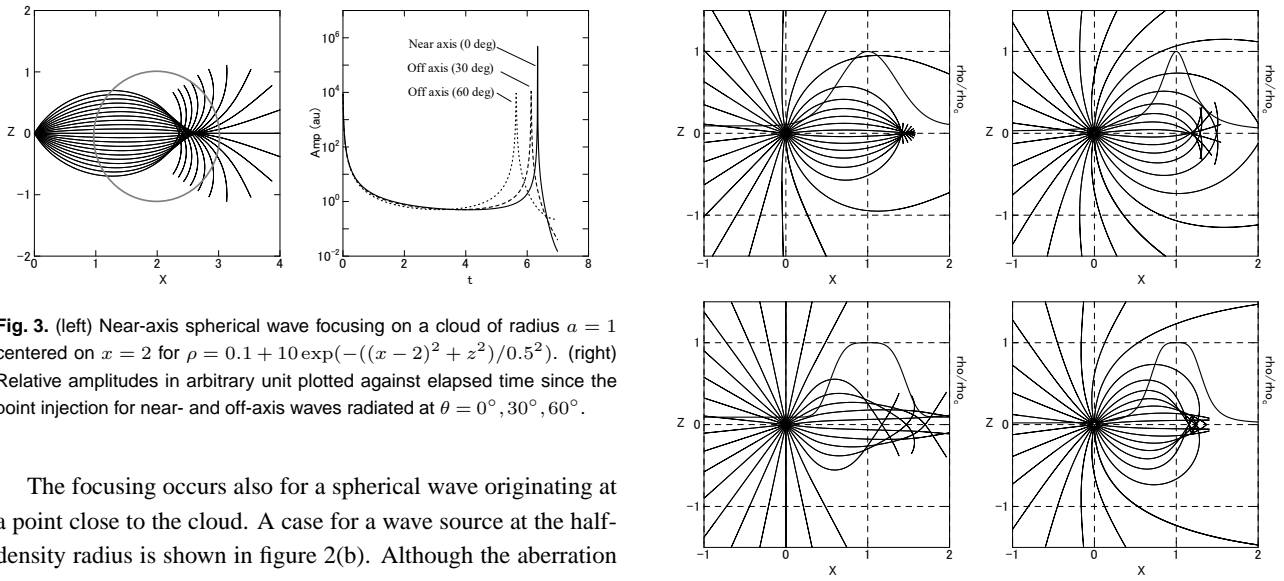 2
1
Z 0
−1
−2
0 1 2 3 4
X
10^6
10^4
10^2
10^0
10^−2
Amp (au)
Near axis (0 deg)
Off axis (30 deg)
Off axis (60 deg)
0 2 4 6 8
t
Fig. 3. (left) Near-axis spherical wave focusing on a cloud of radius a = 1
centered on x = 2 for ρ = 0.1 + 10 exp(−((x − 2)^2 + z^2)/0.5^2). (right)
Relative amplitudes in arbitrary unit plotted against elapsed time since the
point injection for near- and off-axis waves radiated at θ = 0°, 30°, 60°.
The focusing occurs also for a spherical wave originating at
a point close to the cloud. A case for a wave source at the half-
density radius is shown in figure 2(b). Although the aberration
1
Z 0
−1
−1 0 1 2
X
rho/rho_c
1
Z 0
−1
−1 0 1 2
X
rho/rho_c
1
Z 0
−1
−1 0 1 2
X
rho/rho_c
1
Z 0
−1
−1 0 1 2
X
rho/rho_c